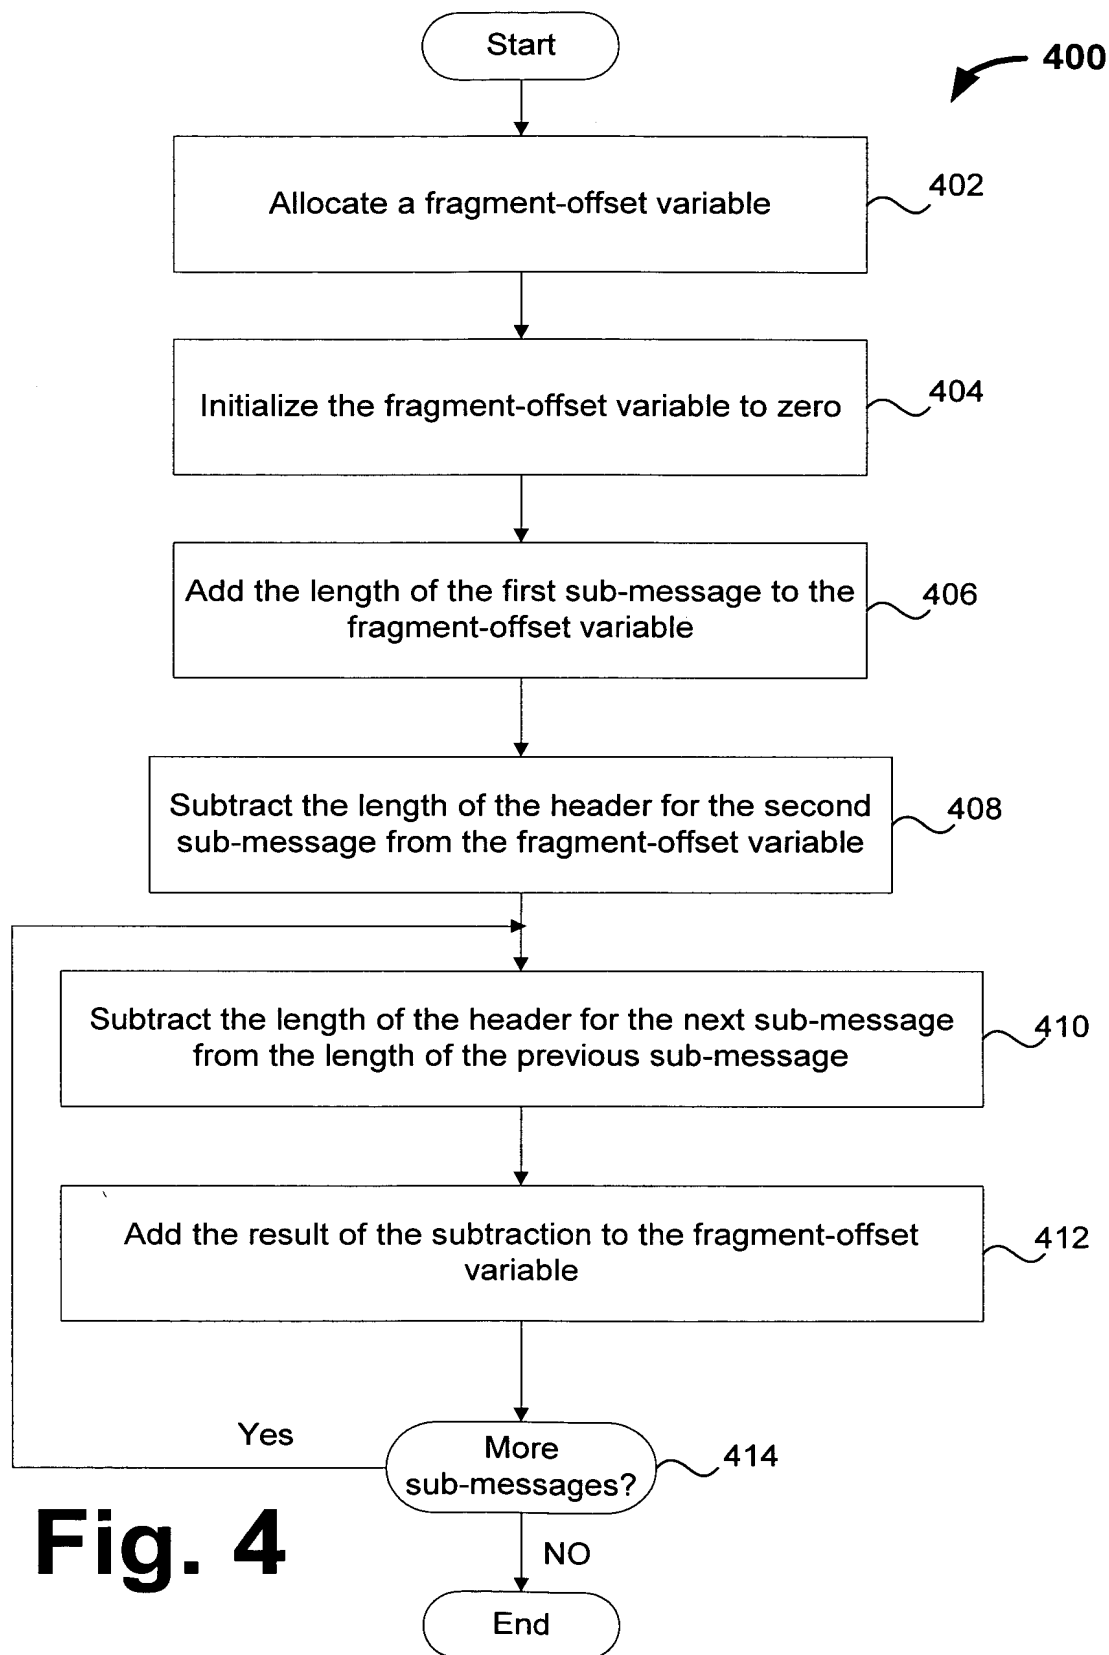 Start
400
Allocate a fragment-offset variable
402
Initialize the fragment-offset variable to zero
404
Add the length of the first sub-message to the
fragment-offset variable
406
Subtract the length of the header for the second
sub-message from the fragment-offset variable
408
Subtract the length of the header for the next sub-message
from the length of the previous sub-message
410
Add the result of the subtraction to the fragment-offset
variable
412
Yes
More
sub-messages?
414
Fig. 4
NO
End